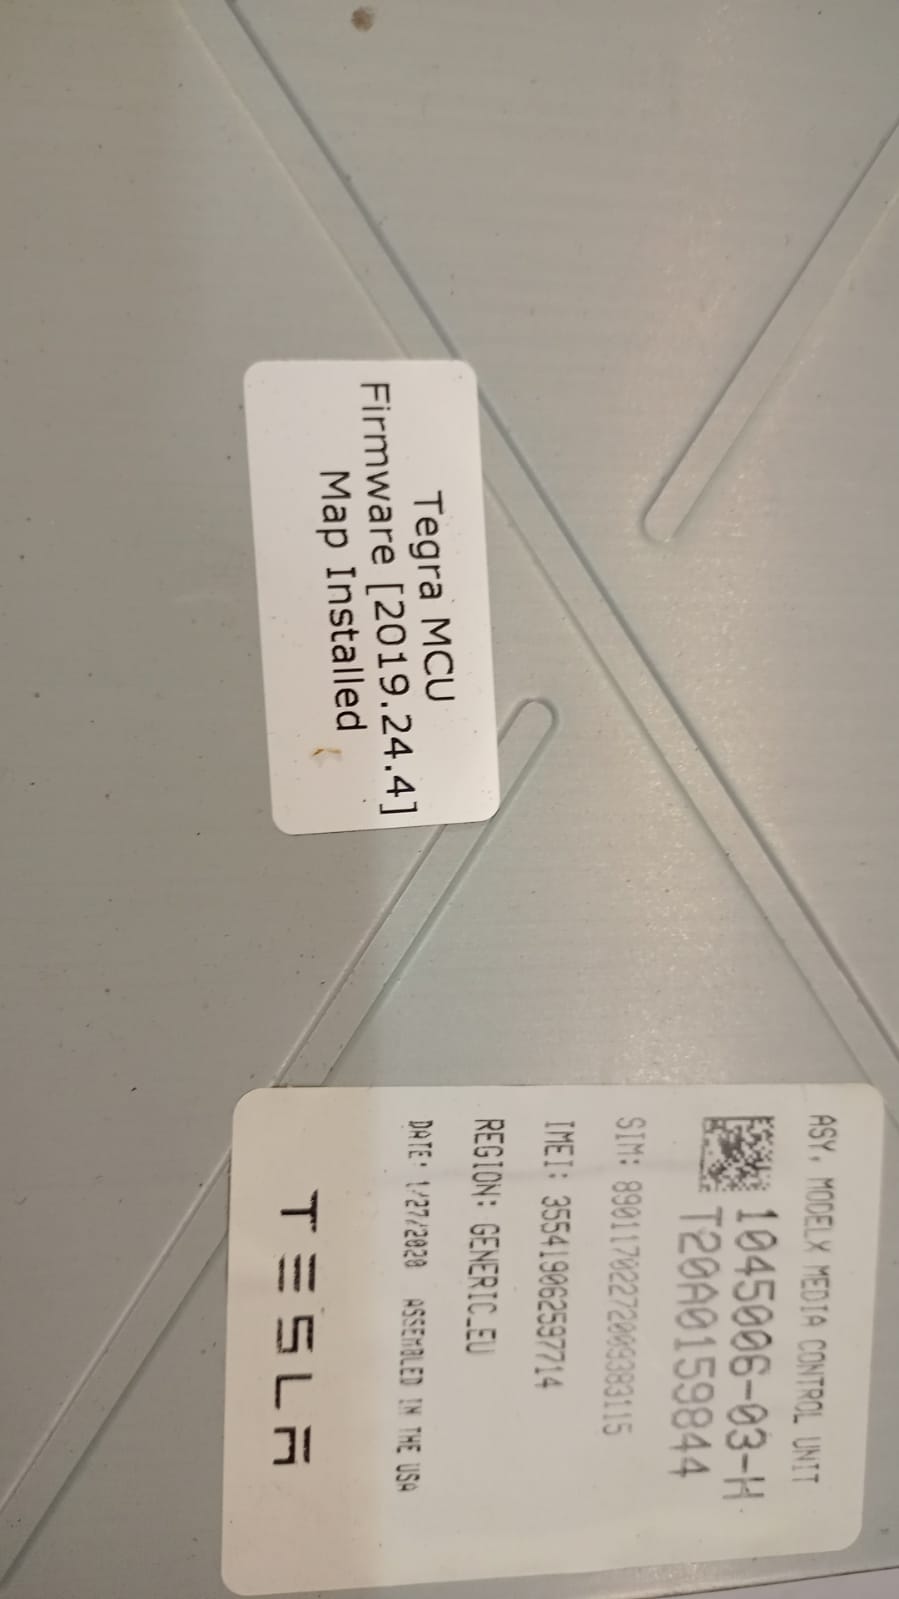 Tegra MCU
Firmware [2019.24.4]
Map Installed
ASY, MODELX MEDIA CONTROL UNIT
1045006-03-H
T20A0159844
SIM: 89011702272009383115
IMEI: 355419062597714
REGION: GENERIC_EU
DATE: 1/27/2020 ASSEMBLED IN THE USA
TESLA